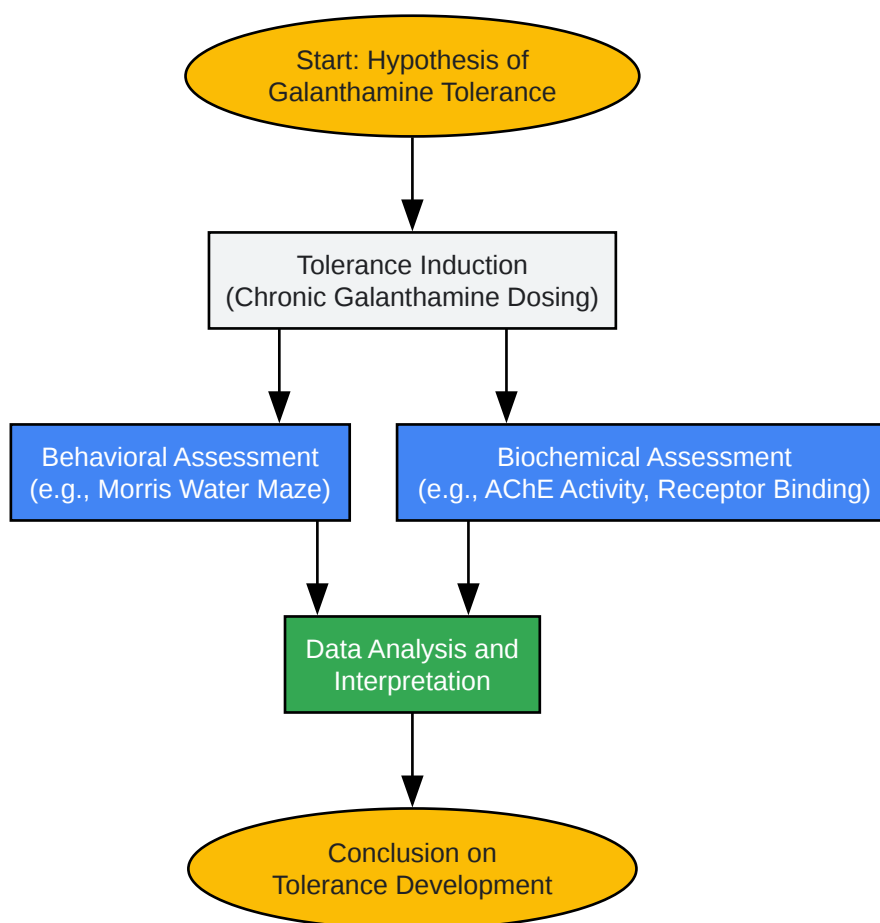 Start: Hypothesis of
Galanthamine Tolerance
Tolerance Induction
(Chronic Galanthamine Dosing)
Behavioral Assessment
(e.g., Morris Water Maze)
Biochemical Assessment
(e.g., AChE Activity, Receptor Binding)
Data Analysis and
Interpretation
Conclusion on
Tolerance Development